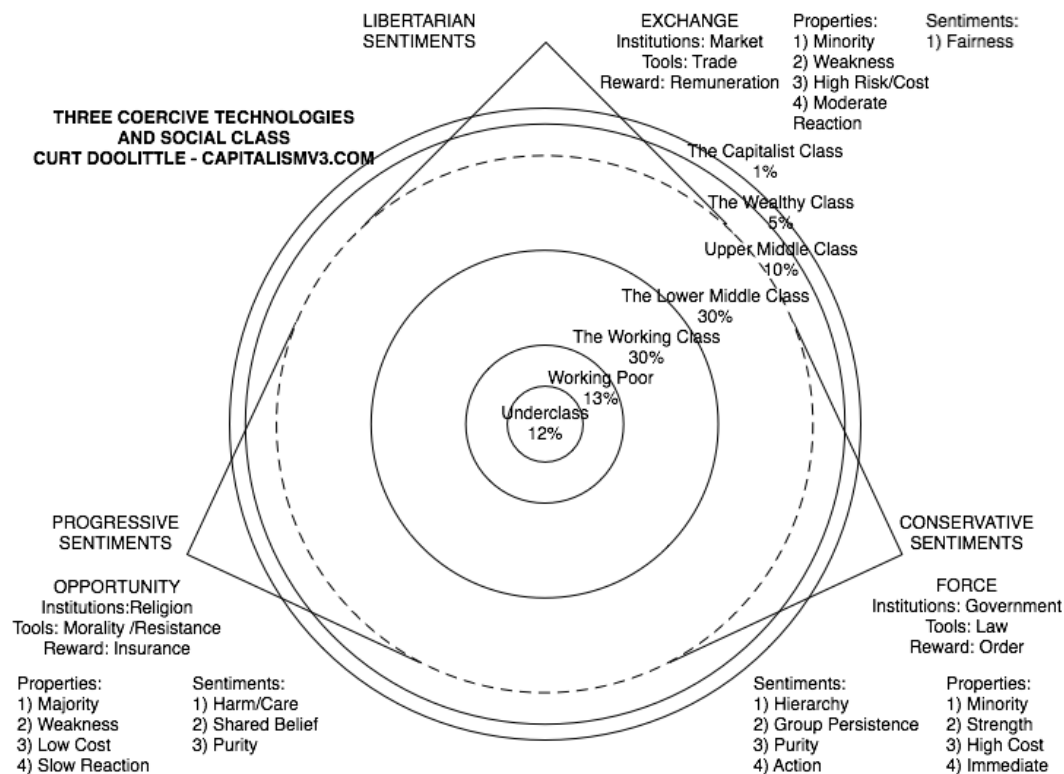 LIBERTARIAN
SENTIMENTS
EXCHANGE
Institutions: Market
Tools: Trade
Reward: Remuneration
Properties:
1) Minority
2) Weakness
3) High Risk/Cost
4) Moderate
Reaction
Sentiments:
1) Fairness
THREE COERCIVE TECHNOLOGIES
AND SOCIAL CLASS
CURT DOOLITTLE - CAPITALISMV3.COM
The Capitalist Class
1%
The Wealthy Class
5%
Upper Middle Class
10%
The Lower Middle Class
30%
The Working Class
30%
Working Poor
13%
Underclass
12%
PROGRESSIVE
SENTIMENTS
OPPORTUNITY
Institutions:Religion
Tools: Morality /Resistance
Reward: Insurance
Properties:
1) Majority
2) Weakness
3) Low Cost
4) Slow Reaction
Sentiments:
1) Harm/Care
2) Shared Belief
3) Purity
CONSERVATIVE
SENTIMENTS
FORCE
Institutions: Government
Tools: Law
Reward: Order
Sentiments:
1) Hierarchy
2) Group Persistence
3) Purity
4) Action
Properties:
1) Minority
2) Strength
3) High Cost
4) Immediate